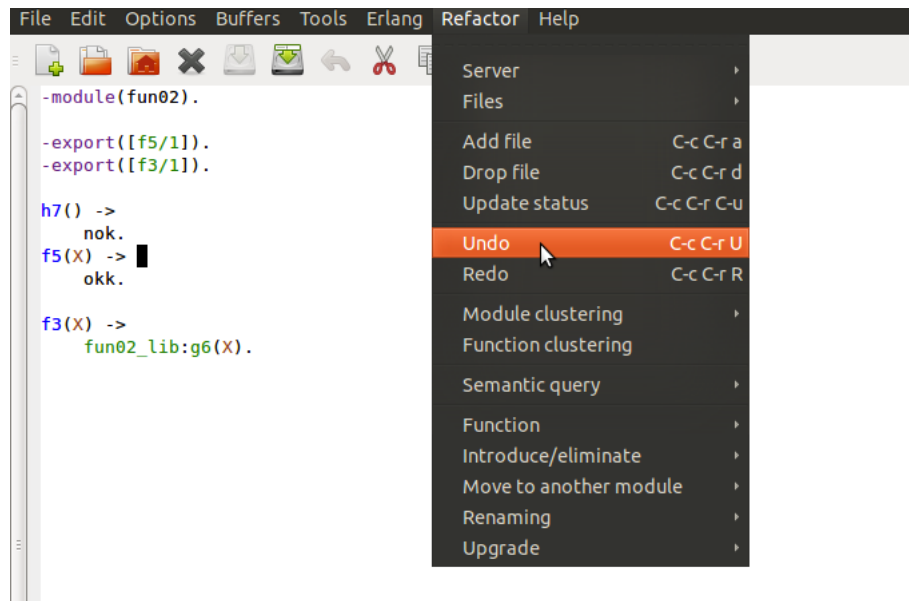 File Edit Options Buffers Tools Erlang Refactor Help
-module(fun02).
-export([f5/1]).
-export([f3/1]).
h7() ->
nok.
f5(X) ->
okk.
f3(X) ->
fun02_lib:g6(X).
Server
Files
Add file C-c C-r a
Drop file C-c C-r d
Update status C-c C-r C-u
Undo C-c C-r U
Redo C-c C-r R
Module clustering
Function clustering
Semantic query
Function
Introduce/eliminate
Move to another module
Renaming
Upgrade